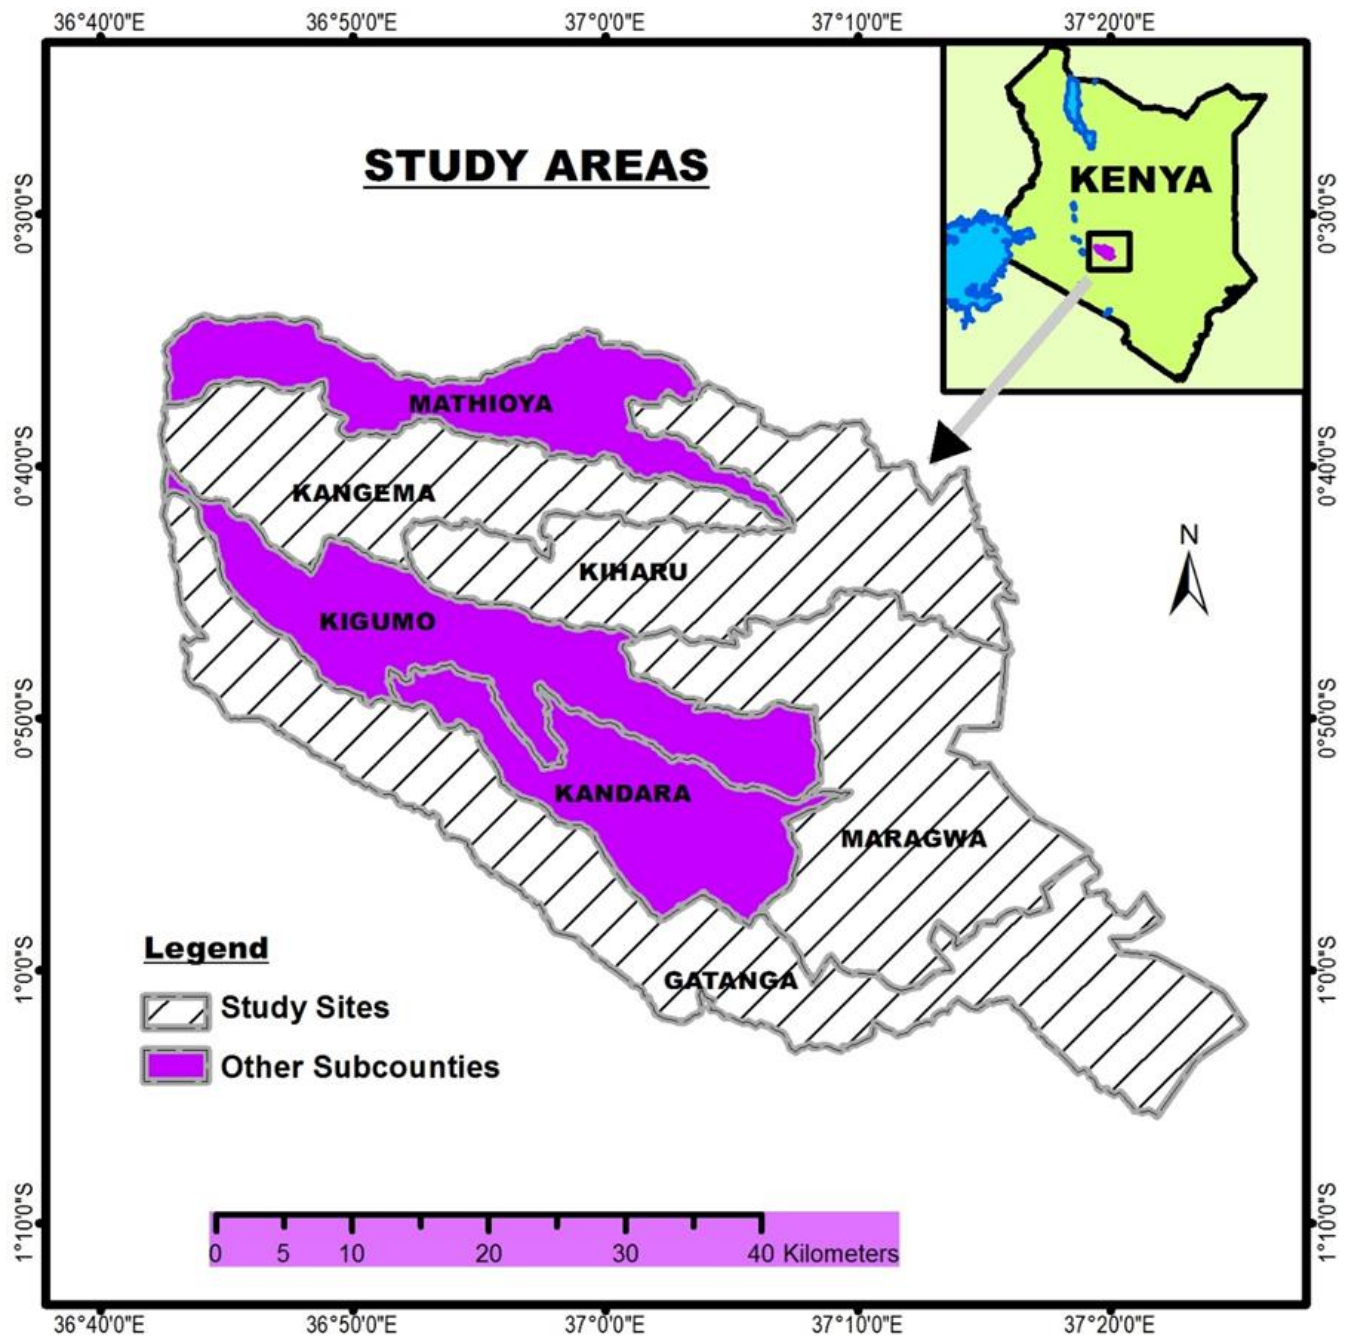 36°40'0"E 36°50'0"E 37°0'0"E 37°10'0"E 37°20'0"E
STUDY AREAS
KENYA
0°30'0"S 0°30'0"S
MATHIOYA
0°40'0"S 0°40'0"S
KANGEMA
N
KIHARU
KIGUMO
0°50'0"S 0°50'0"S
KANDARA
MARAGWA
Legend
GATANGA
1°0'0"S 1°0'0"S
Study Sites
Other Subcounties
1°10'0"S 1°10'0"S
0 5 10 20 30 40 Kilometers
36°40'0"E 36°50'0"E 37°0'0"E 37°10'0"E 37°20'0"E